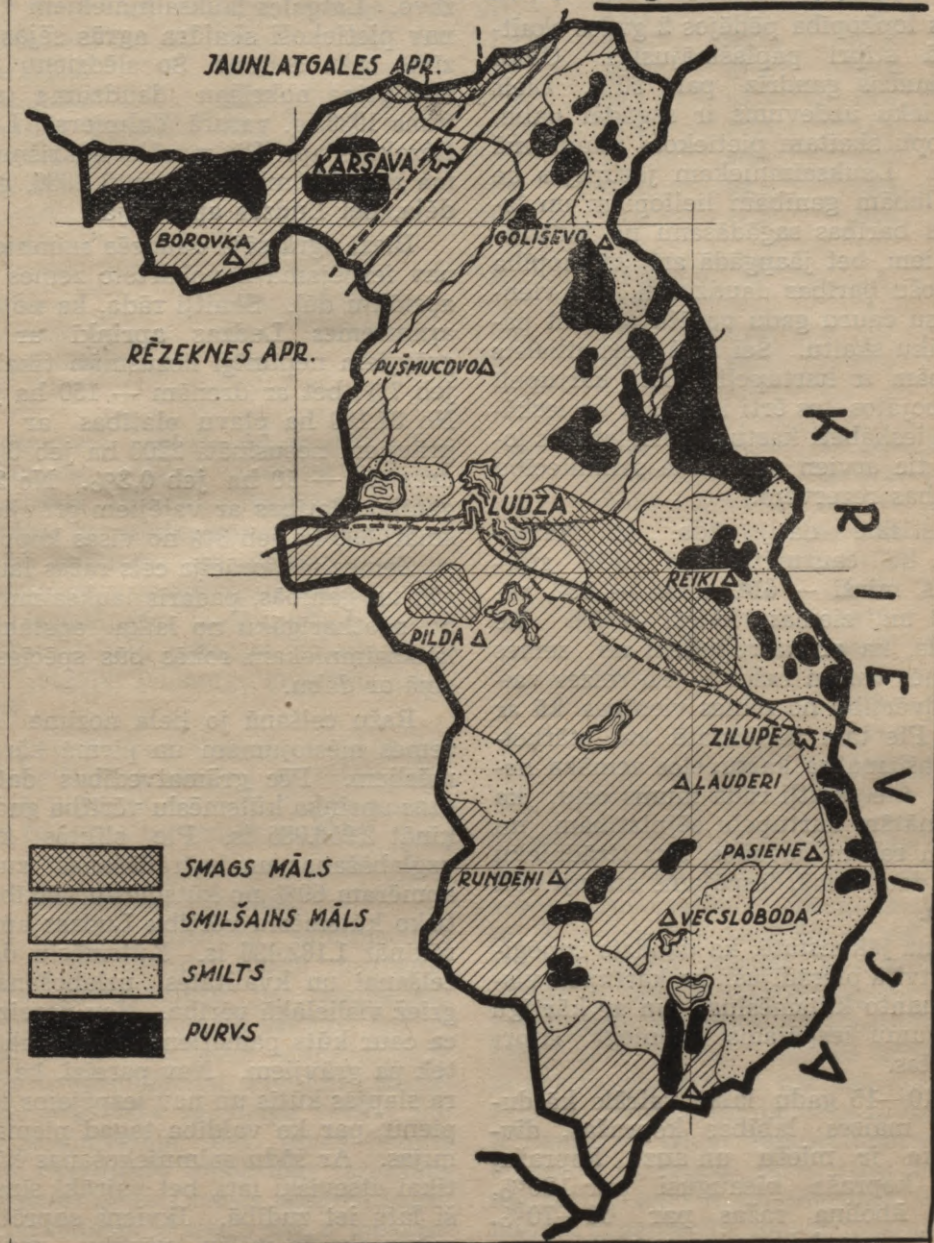 JAUNLATGALES APR.
KĀRSAVA
BOROVKA
GOLIŠEVO
RĒZEKNES APR.
PUŠMUCOVO
KRIEVIJA
LUDZA
REIKI
PILDA
ZILUPE
ĻAUDERI
PASIENE
RUNDĒNI
VECSLOBODA
SMAGS MĀLS
SMILŠAINS MĀLS
SMILTS
PURVS